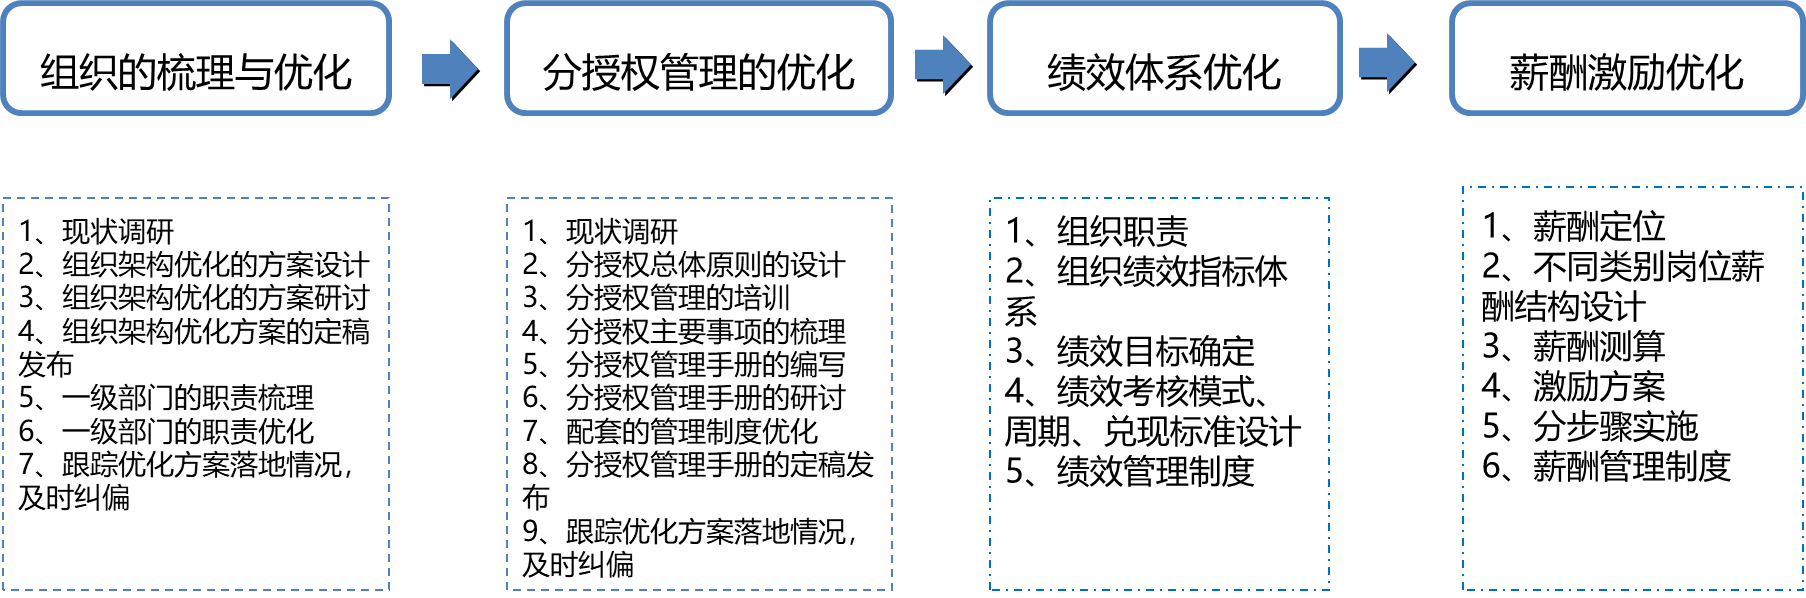 组织的梳理与优化
分授权管理的优化
绩效体系优化
薪酬激励优化
1、现状调研
2、组织架构优化的方案设计
3、组织架构优化的方案研讨
4、组织架构优化方案的定稿
发布
5、一级部门的职责梳理
6、一级部门的职责优化
7、跟踪优化方案落地情况，
及时纠偏
1、现状调研
2、分授权总体原则的设计
3、分授权管理的培训
4、分授权主要事项的梳理
5、分授权管理手册的编写
6、分授权管理手册的研讨
7、配套的管理制度优化
8、分授权管理手册的定稿发
布
9、跟踪优化方案落地情况，
及时纠偏
1、组织职责
2、组织绩效指标体
系
3、绩效目标确定
4、绩效考核模式、
周期、兑现标准设计
5、绩效管理制度
1、薪酬定位
2、不同类别岗位薪
酬结构设计
3、薪酬测算
4、激励方案
5、分步骤实施
6、薪酬管理制度